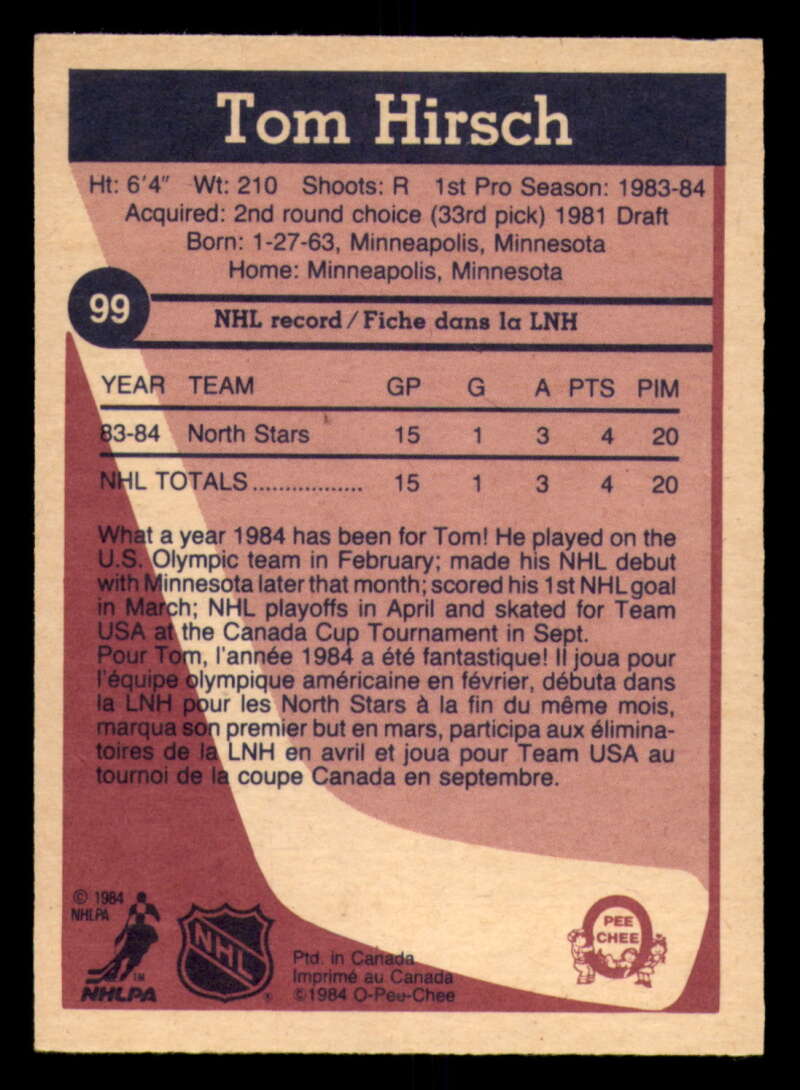 Tom Hirsch
Ht: 6'4" Wt: 210 Shoots: R 1st Pro Season: 1983-84
Acquired: 2nd round choice (33rd pick) 1981 Draft
Born: 1-27-63, Minneapolis, Minnesota
Home: Minneapolis, Minnesota
99
NHL record/Fiche dans la LNH
YEAR TEAM GP G A PTS PIM
83-84 North Stars 15 1 3 4 20
NHL TOTALS................. 15 1 3 4 20
What a year 1984 has been for Tom! He played on the
U.S. Olympic team in February; made his NHL debut
with Minnesota later that month; scored his 1st NHL goal
in March; NHL playoffs in April and skated for Team
USA at the Canada Cup Tournament in Sept.
Pour Tom, l'année 1984 a été fantastique! Il joua pour
l'équipe olympique américaine en février, débuta dans
la LNH pour les North Stars à la fin du même mois,
marqua son premier but en mars, participa aux élimina-
toires de la LNH en avril et joua pour Team USA au
tournoi de la coupe Canada en septembre.
© 1984
NHLPA
TM
NHLPA
NHL
®
Ptd. in Canada
Imprimé au Canada
©1984 O-Pee-Chee
PEE
CHEE